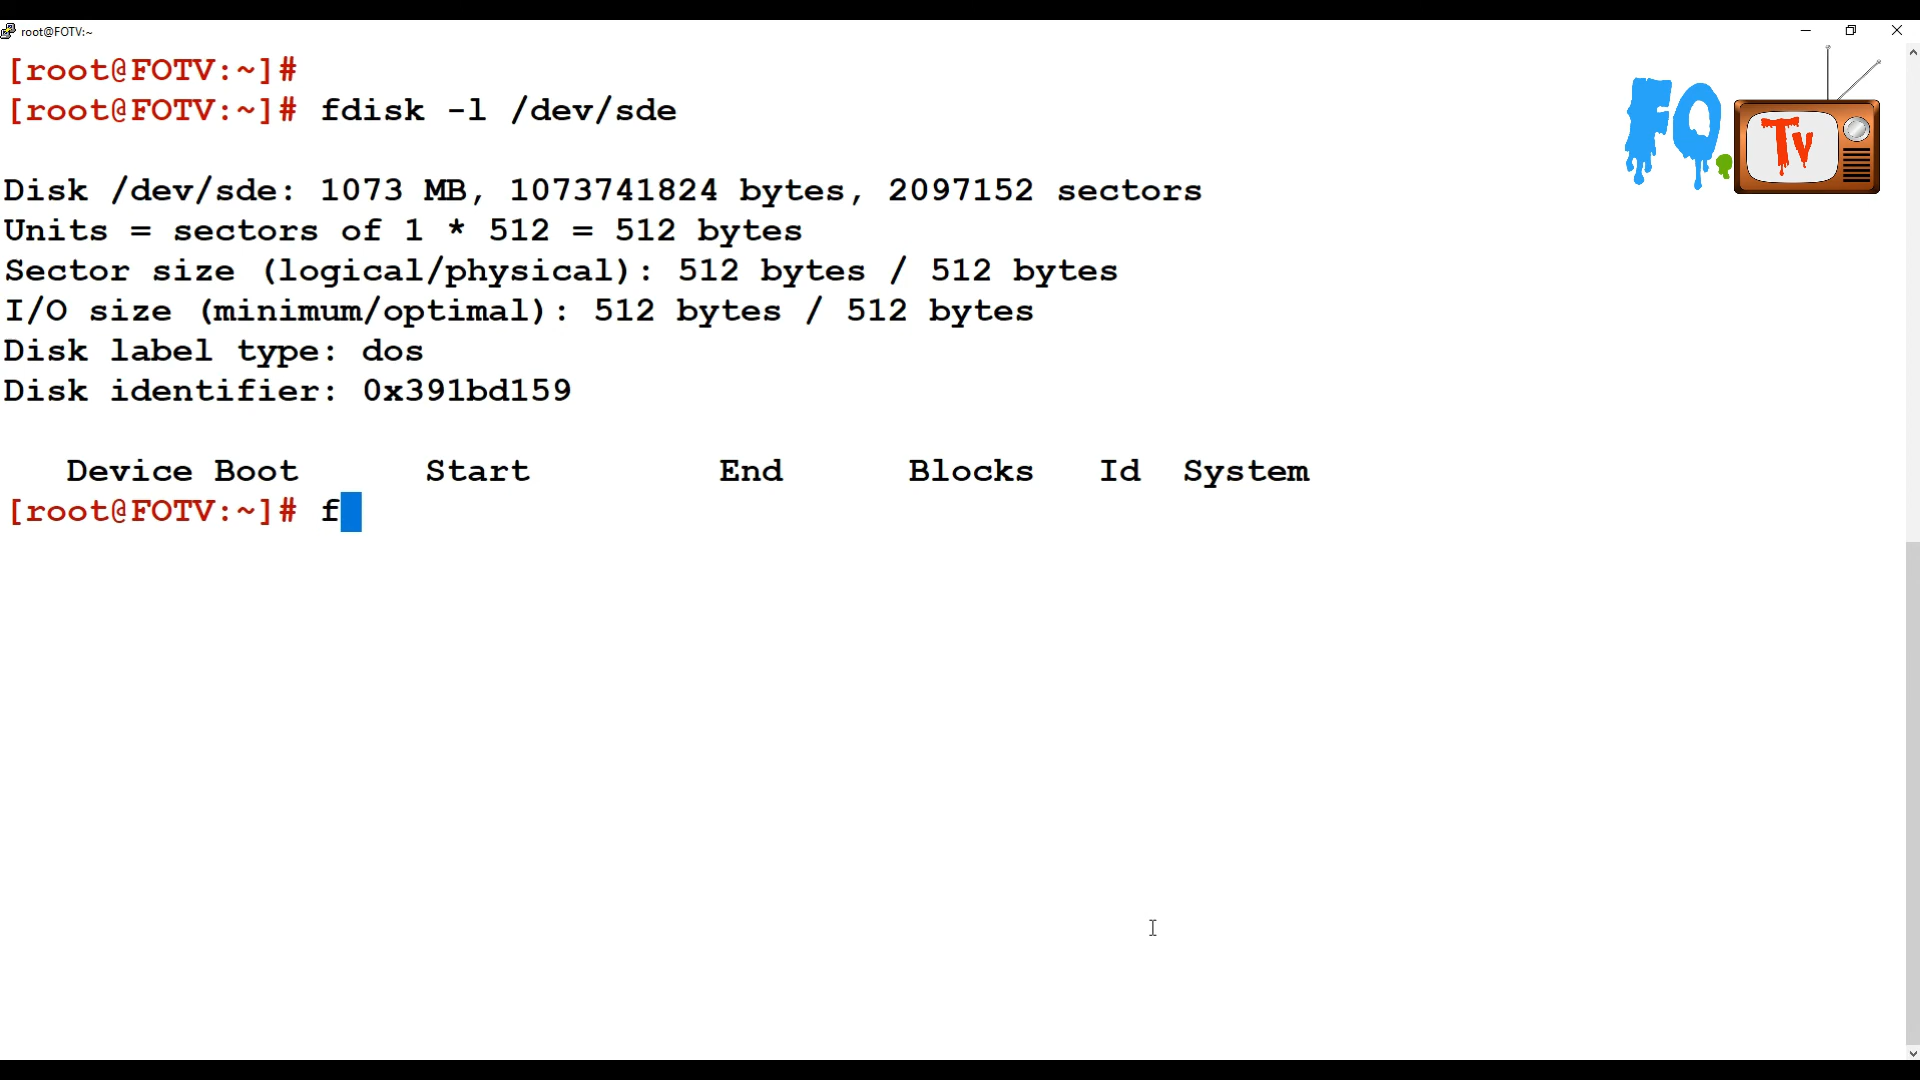 root@FOTV:~
[root@FOTV:~]#
[root@FOTV:~]# fdisk -l /dev/sde
Disk /dev/sde: 1073 MB, 1073741824 bytes, 2097152 sectors
Units = sectors of 1 * 512 = 512 bytes
Sector size (logical/physical): 512 bytes / 512 bytes
I/O size (minimum/optimal): 512 bytes / 512 bytes
Disk label type: dos
Disk identifier: 0x391bd159
Device Boot Start End Blocks Id System
[root@FOTV:~]# f
FO.
Tv